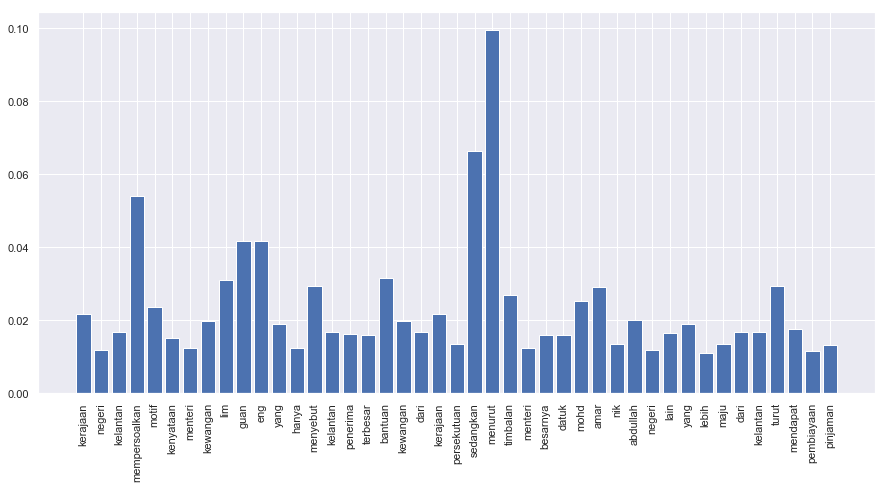 0.10
0.08
0.06
0.04
0.02
0.00
kerajaan
negeri
kelantan
mempersoalkan
motif
kenyataan
menteri
kewangan
lim
guan
eng
yang
hanya
menyebut
kelantan
penerima
terbesar
bantuan
kewangan
dari
kerajaan
persekutuan
sedangkan
menurut
timbalan
menteri
besarnya
datuk
mohd
amar
nik
abdullah
negeri
lain
yang
lebih
maju
dari
kelantan
turut
mendapat
pembiayaan
pinjaman